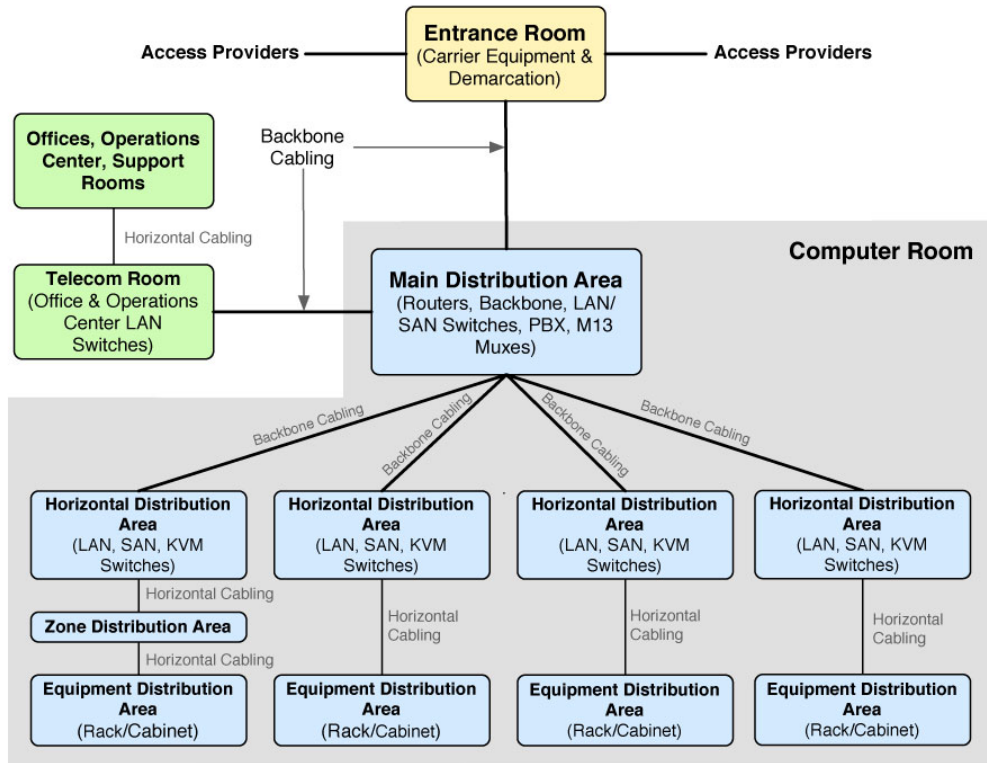 Entrance Room
(Carrier Equipment &
Demarcation)
Access Providers
Access Providers
Backbone
Cabling
Offices, Operations
Center, Support
Rooms
Horizontal Cabling
Telecom Room
(Office & Operations
Center LAN
Switches)
Computer Room
Main Distribution Area
(Routers, Backbone, LAN/
SAN Switches, PBX, M13
Muxes)
Backbone Cabling
Backbone Cabling
Backbone Cabling
Backbone Cabling
Horizontal Distribution
Area
(LAN, SAN, KVM
Switches)
Horizontal Distribution
Area
(LAN, SAN, KVM
Switches)
Horizontal Distribution
Area
(LAN, SAN, KVM
Switches)
Horizontal Distribution
Area
(LAN, SAN, KVM
Switches)
Horizontal Cabling
Zone Distribution Area
Horizontal Cabling
Horizontal
Cabling
Horizontal
Cabling
Horizontal
Cabling
Equipment Distribution
Area
(Rack/Cabinet)
Equipment Distribution
Area
(Rack/Cabinet)
Equipment Distribution
Area
(Rack/Cabinet)
Equipment Distribution
Area
(Rack/Cabinet)